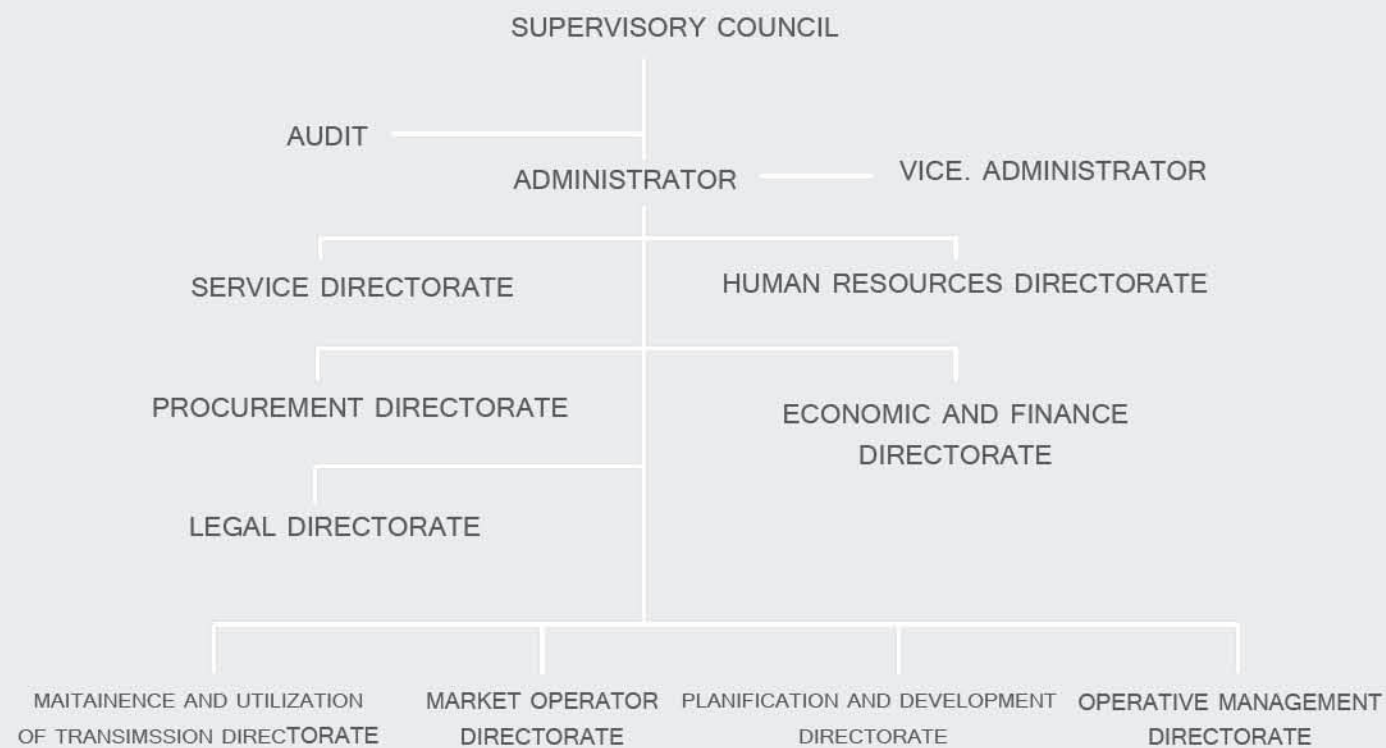 SUPERVISORY COUNCIL
AUDIT
ADMINISTRATOR
VICE. ADMINISTRATOR
SERVICE DIRECTORATE
HUMAN RESOURCES DIRECTORATE
PROCUREMENT DIRECTORATE
ECONOMIC AND FINANCE
DIRECTORATE
LEGAL DIRECTORATE
MAITAINENCE AND UTILIZATION
OF TRANSIMSSION DIRECTORATE
MARKET OPERATOR
DIRECTORATE
PLANIFICATION AND DEVELOPMENT
DIRECTORATE
OPERATIVE MANAGEMENT
DIRECTORATE